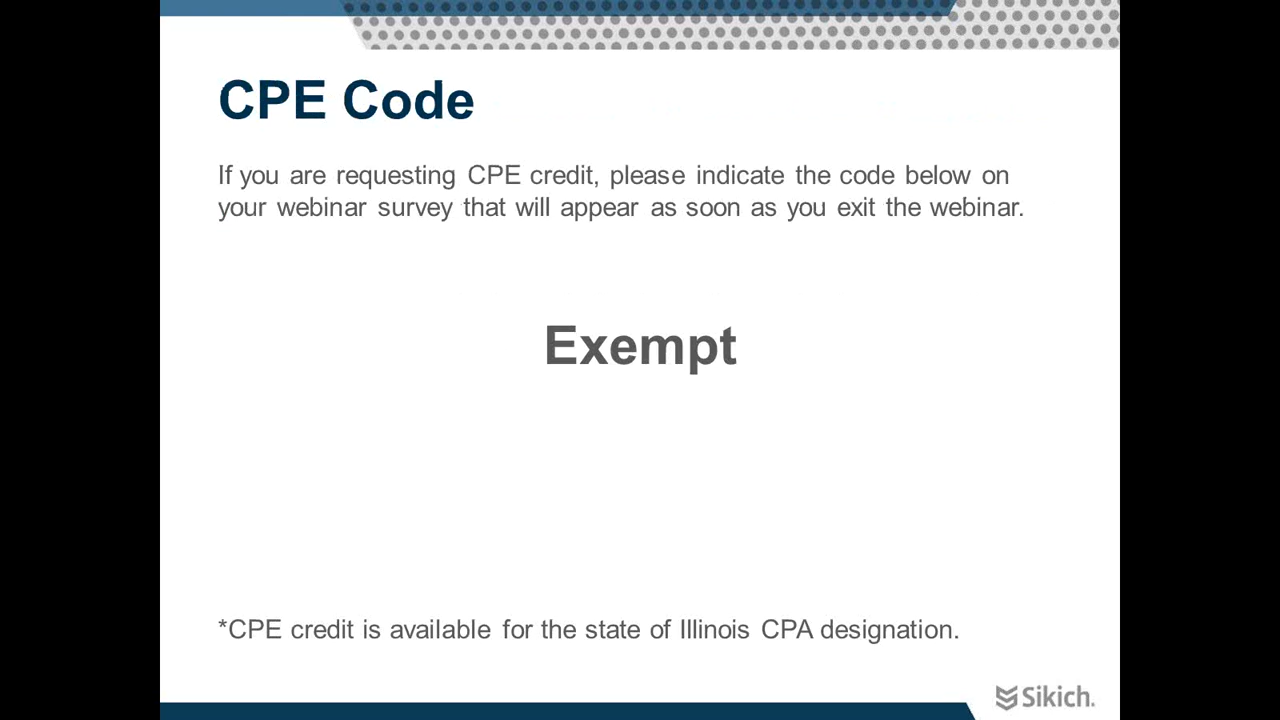 CPE Code
If you are requesting CPE credit, please indicate the code below on
your webinar survey that will appear as soon as you exit the webinar.
Exempt
*CPE credit is available for the state of Illinois CPA designation.
Sikich.